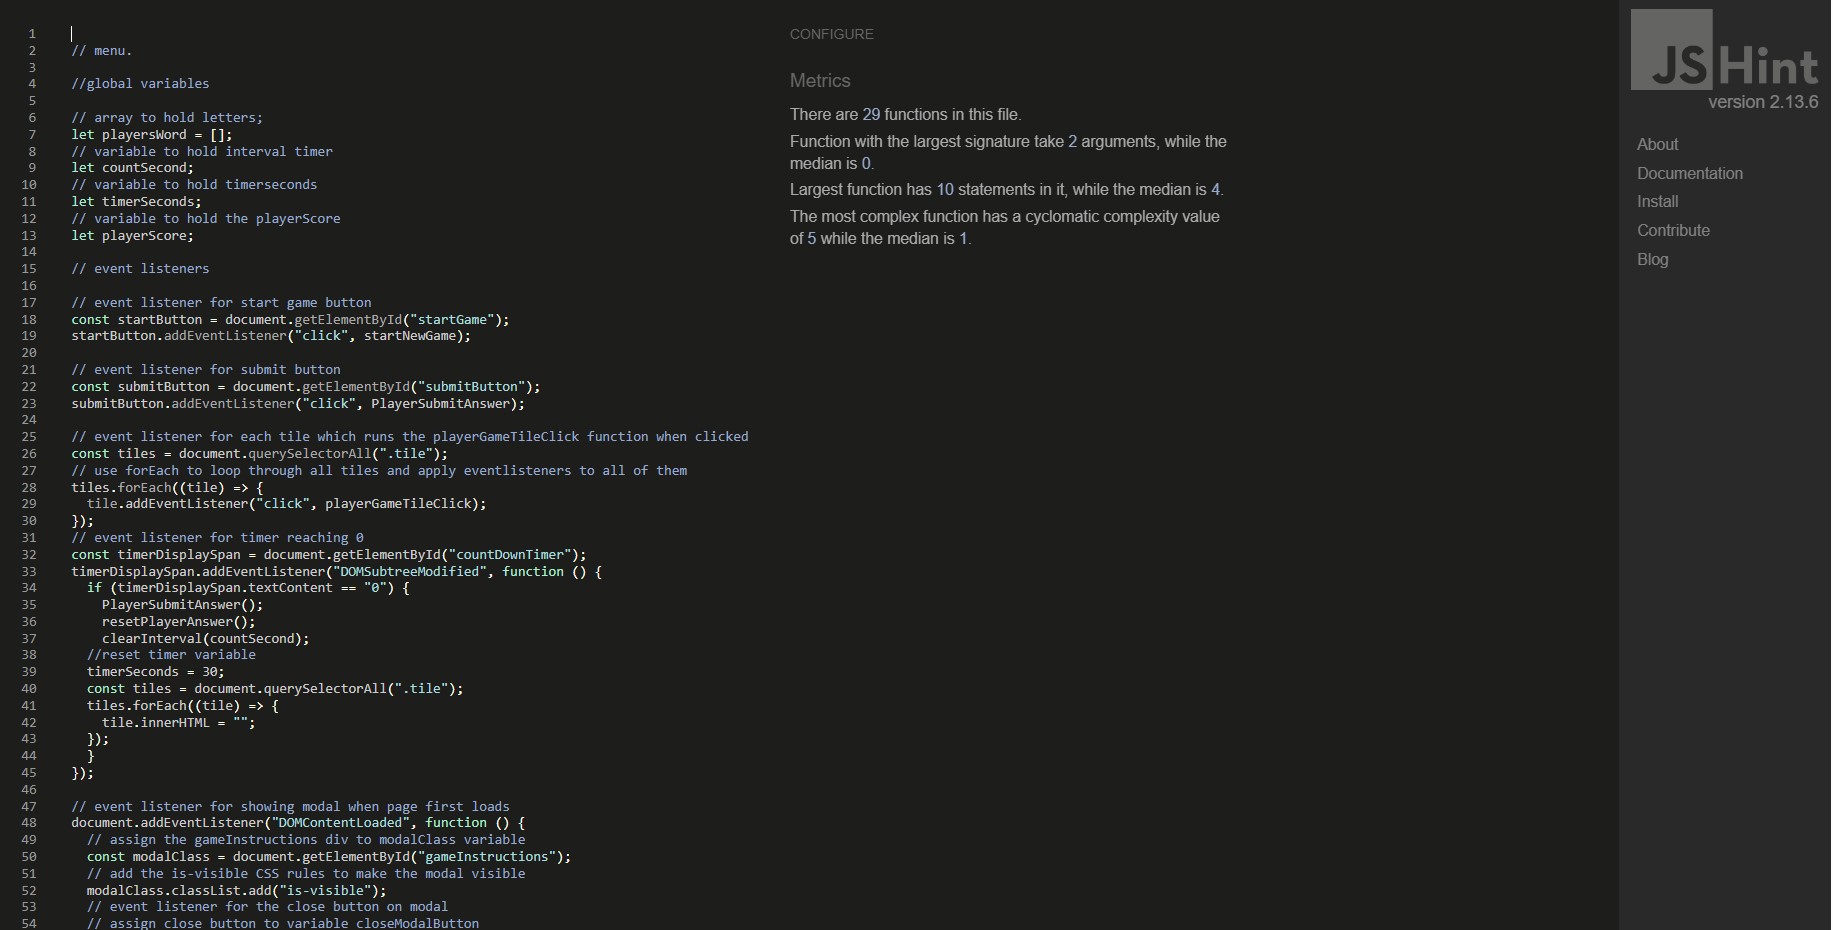 1
2 // menu.
3
4 //global variables
5
6 // array to hold letters;
7 let playersWord = [];
8 // variable to hold interval timer
9 let countSecond;
10 // variable to hold timerseconds
11 let timerSeconds;
12 // variable to hold the playerScore
13 let playerScore;
14
15 // event listeners
16
17 // event listener for start game button
18 const startButton = document.getElementById("startGame");
19 startButton.addEventListener("click", startNewGame);
20
21 // event listener for submit button
22 const submitButton = document.getElementById("submitButton");
23 submitButton.addEventListener("click", PlayerSubmitAnswer);
24
25 // event listener for each tile which runs the playerGameTileClick function when clicked
26 const tiles = document.querySelectorAll(".tile");
27 // use forEach to loop through all tiles and apply eventlisteners to all of them
28 tiles.forEach((tile) => {
29   tile.addEventListener("click", playerGameTileClick);
30 });
31 // event listener for timer reaching 0
32 const timerDisplaySpan = document.getElementById("countDownTimer");
33 timerDisplaySpan.addEventListener("DOMSubtreeModified", function () {
34   if (timerDisplaySpan.textContent == "0") {
35     PlayerSubmitAnswer();
36     resetPlayerAnswer();
37     clearInterval(countSecond);
38   //reset timer variable
39   timerSeconds = 30;
40   const tiles = document.querySelectorAll(".tile");
41   tiles.forEach((tile) => {
42     tile.innerHTML = "";
43   });
44   }
45 });
46
47 // event listener for showing modal when page first loads
48 document.addEventListener("DOMContentLoaded", function () {
49   // assign the gameInstructions div to modalClass variable
50   const modalClass = document.getElementById("gameInstructions");
51   // add the is-visible CSS rules to make the modal visible
52   modalClass.classList.add("is-visible");
53   // event listener for the close button on modal
54   // assign close button to variable closeModalButton
CONFIGURE
Metrics
There are 29 functions in this file.
Function with the largest signature take 2 arguments, while the
median is 0.
Largest function has 10 statements in it, while the median is 4.
The most complex function has a cyclomatic complexity value
of 5 while the median is 1.
JSHint
version 2.13.6
About
Documentation
Install
Contribute
Blog